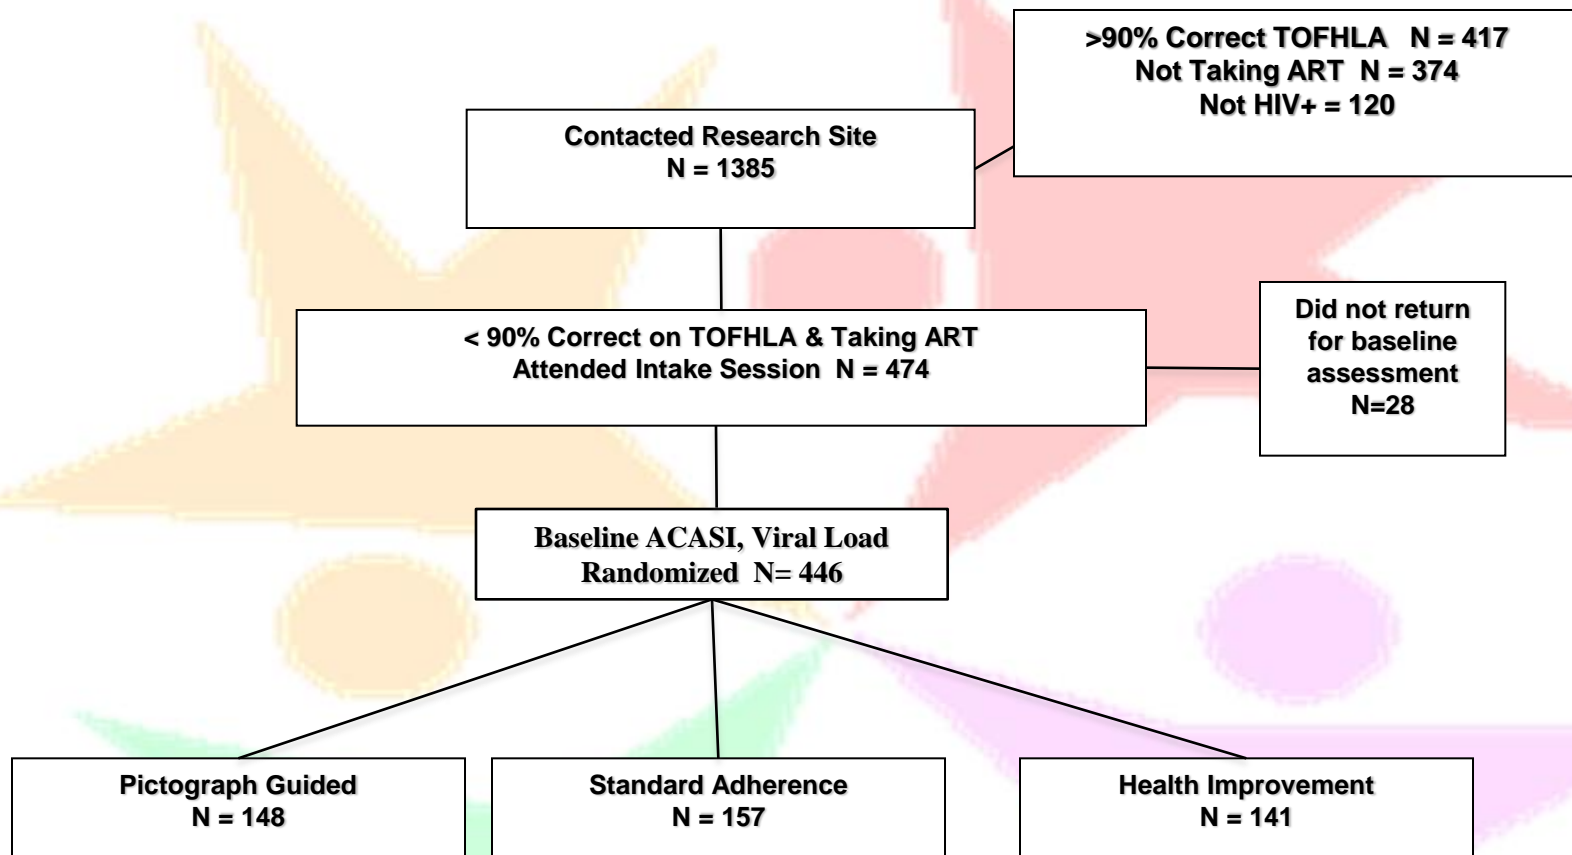 >90% Correct TOFHLA N = 417
Not Taking ART N = 374
Not HIV+ = 120
Contacted Research Site
N = 1385
< 90% Correct on TOFHLA & Taking ART
Attended Intake Session N = 474
Did not return
for baseline
assessment
N=28
Baseline ACASI, Viral Load
Randomized N= 446
Pictograph Guided
N = 148
Standard Adherence
N = 157
Health Improvement
N = 141